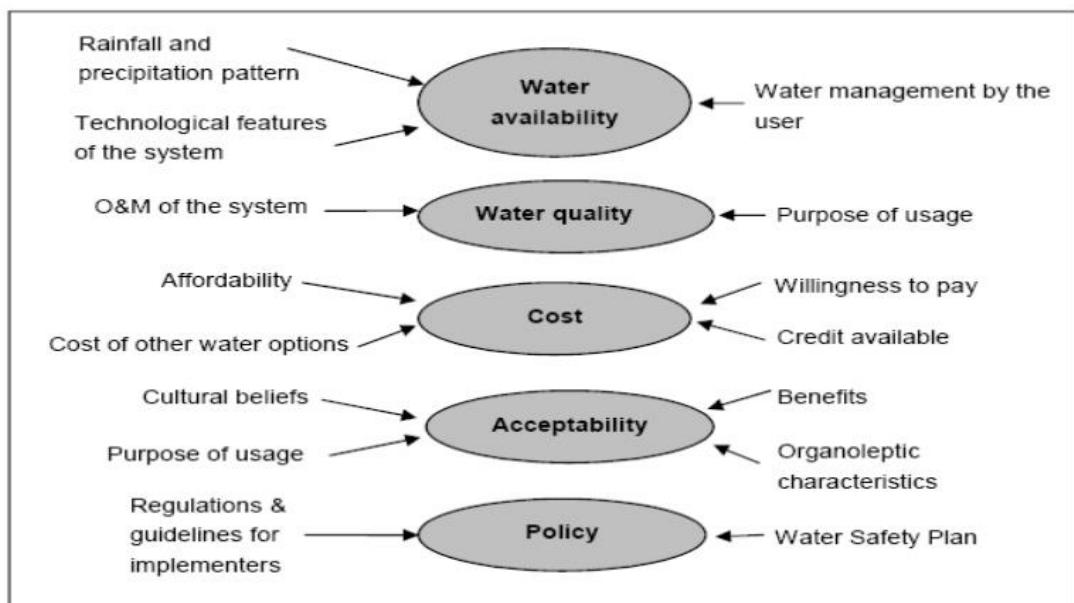 Rainfall and
precipitation pattern
Technological features
of the system
Water
availability
Water management by the
user
O&M of the system
Water quality
Purpose of usage
Affordability
Cost of other water options
Cost
Willingness to pay
Credit available
Cultural beliefs
Purpose of usage
Acceptability
Benefits
Organoleptic
characteristics
Regulations &
guidelines for
implementers
Policy
Water Safety Plan